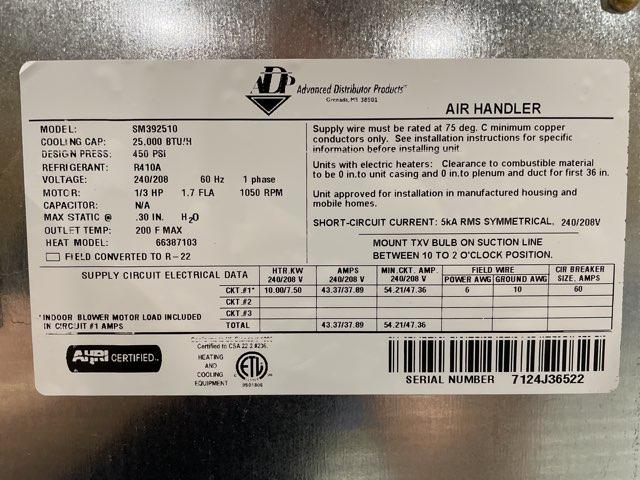 ADP Advanced Distributor Products™
Grenada, MS 38901
AIR HANDLER
MODEL: SM392510
COOLING CAP: 25,000 BTU/H
DESIGN PRESS: 450 PSI
REFRIGERANT: R410A
VOLTAGE: 240/208 60 Hz 1 phase
MOTOR: 1/3 HP 1.7 FLA 1050 RPM
CAPACITOR: N/A
MAX STATIC @ .30 IN. H2O
OUTLET TEMP: 200 F MAX
HEAT MODEL: 66387103
FIELD CONVERTED TO R-22
Supply wire must be rated at 75 deg. C minimum copper
conductors only. See installation instructions for specific
information before installing unit
Units with electric heaters: Clearance to combustible material
to be 0 in.to unit casing and 0 in.to plenum and duct for first 36 in.
Unit approved for installation in manufactured housing and
mobile homes.
SHORT-CIRCUIT CURRENT: 5kA RMS SYMMETRICAL, 240/208V
MOUNT TXV BULB ON SUCTION LINE
BETWEEN 10 TO 2 O'CLOCK POSITION.
SUPPLY CIRCUIT ELECTRICAL DATA
HTR.KW 240/208 V AMPS 240/208 V MIN.CKT. AMP. 240/208 V FIELD WIRE POWER AWG GROUND AWG CIR BREAKER SIZE, AMPS
CKT.#1* 10.00/7.50 43.37/37.89 54.21/47.36 6 10 60
CKT.#2
CKT.#3
TOTAL 43.37/37.89 54.21/47.36
*INDOOR BLOWER MOTOR LOAD INCLUDED
IN CIRCUIT #1 AMPS
AHRI CERTIFIED™
Certified to CSA 22.2 #236
HEATING
AND
COOLING
EQUIPMENT
ETL
SERIAL NUMBER 7124J36522